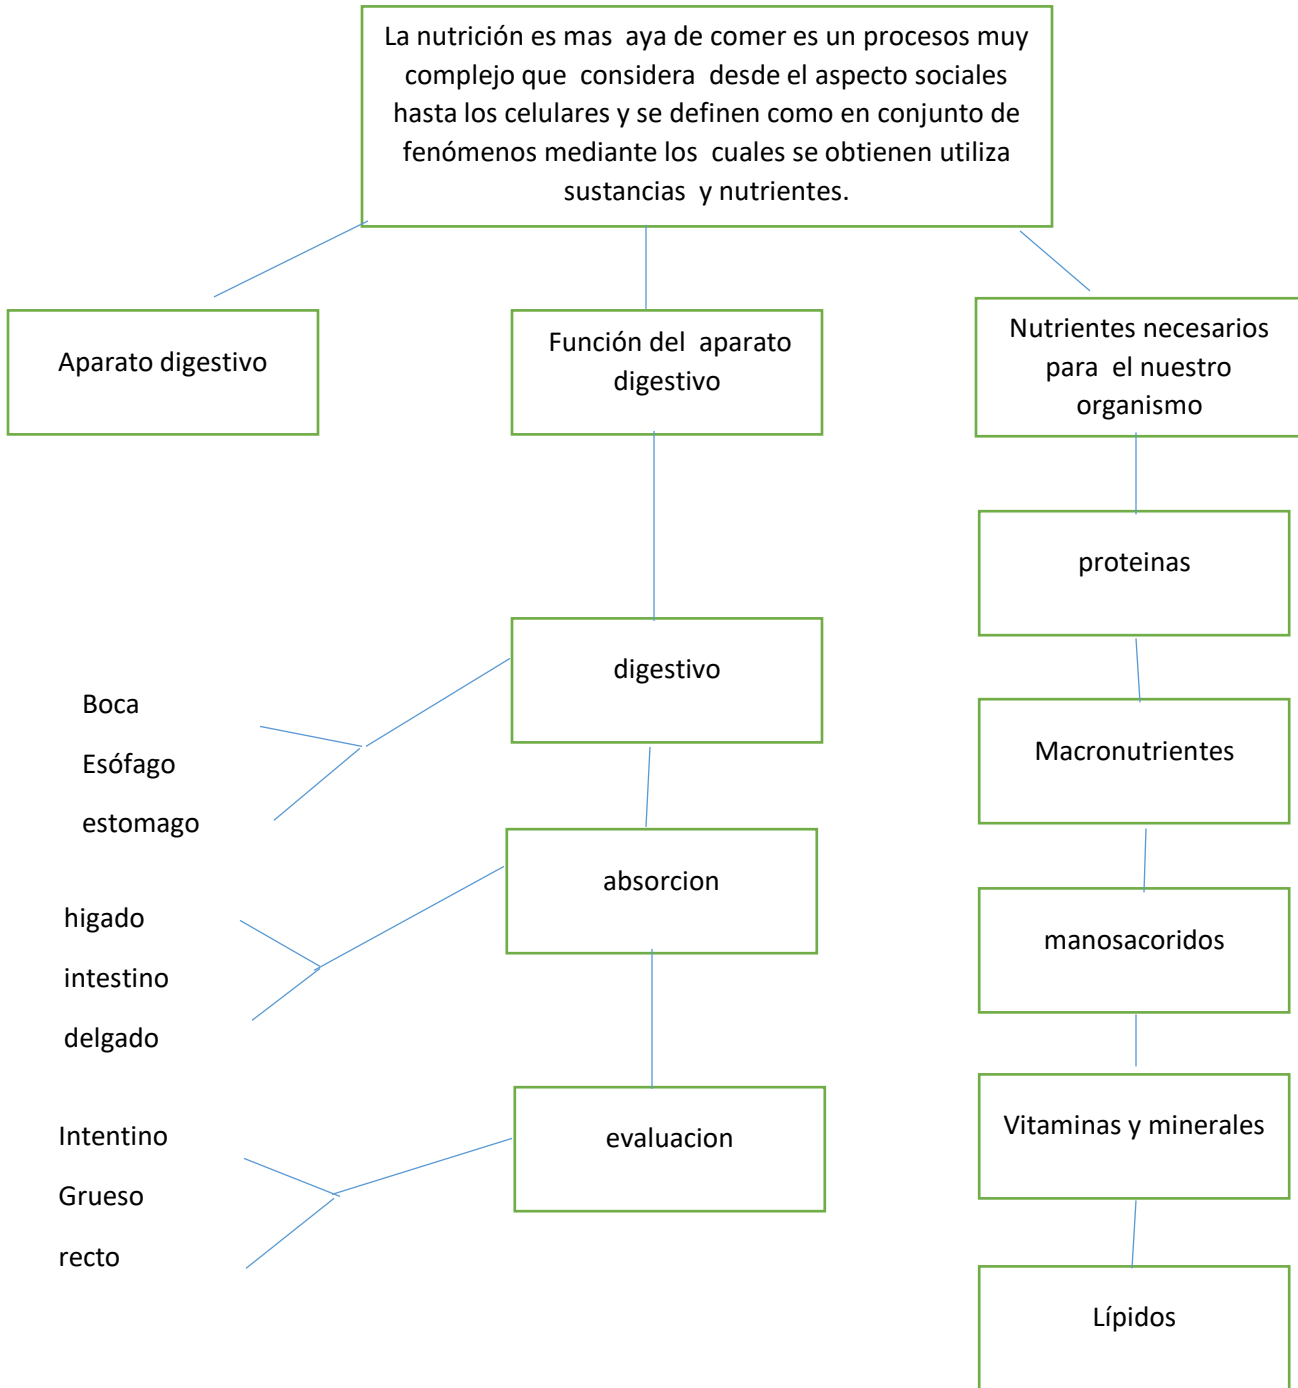 La nutrición es mas aya de comer es un procesos muy
complejo que considera desde el aspecto sociales
hasta los celulares y se definen como en conjunto de
fenómenos mediante los cuales se obtienen utiliza
sustancias y nutrientes.
Aparato digestivo
Función del aparato
digestivo
Nutrientes necesarios
para el nuestro
organismo
digestivo
Boca
Esófago
estomago
absorcion
higado
intestino
delgado
evaluacion
Intentino
Grueso
recto
proteinas
Macronutrientes
manosacoridos
Vitaminas y minerales
Lípidos